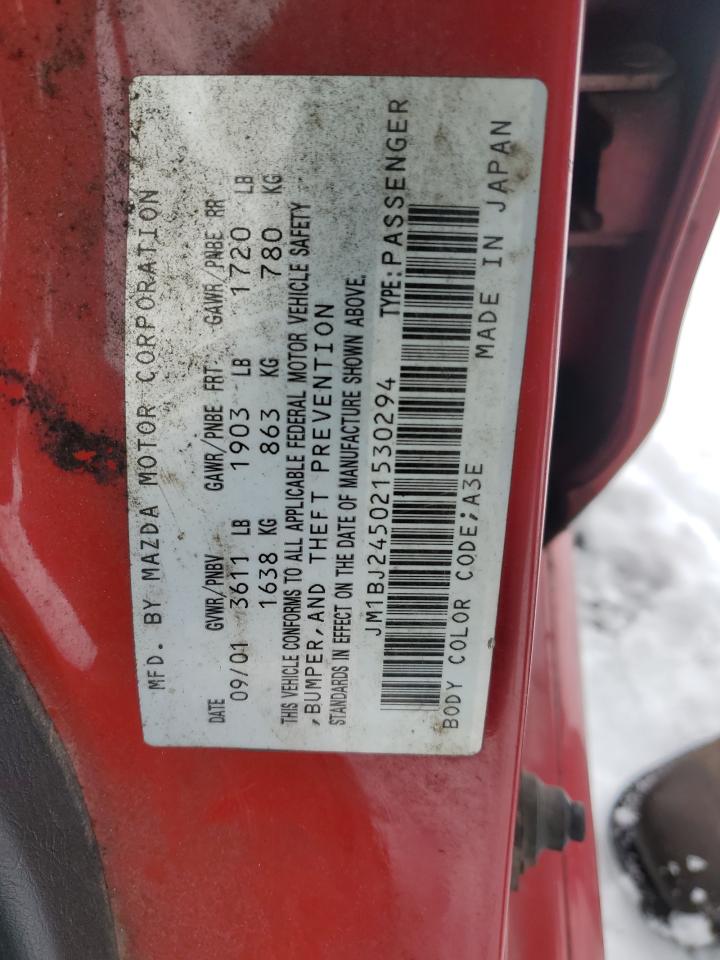 MFD. BY MAZDA MOTOR CORPORATION
DATE GVWR/PNBV GAWR/PNBE FRT GAWR/PNBE RR
09/01 3611 LB 1903 LB 1720 LB
1638 KG 863 KG 780 KG
THIS VEHICLE CONFORMS TO ALL APPLICABLE FEDERAL MOTOR VEHICLE SAFETY
,BUMPER,AND THEFT PREVENTION
STANDARDS IN EFFECT ON THE DATE OF MANUFACTURE SHOWN ABOVE.
JM1BJ245021530294 TYPE:PASSENGER
BODY COLOR CODE;A3E MADE IN JAPAN